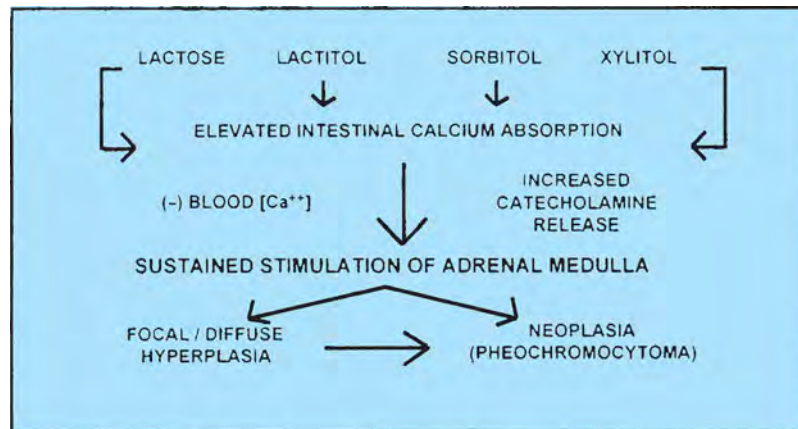 LACTOSE LACTITOL SORBITOL XYLITOL
ELEVATED INTESTINAL CALCIUM ABSORPTION
(-) BLOOD [Ca⁺⁺]
INCREASED
CATECHOLAMINE
RELEASE
SUSTAINED STIMULATION OF ADRENAL MEDULLA
FOCAL / DIFFUSE
HYPERPLASIA
NEOPLASIA
(PHEOCHROMOCYTOMA)